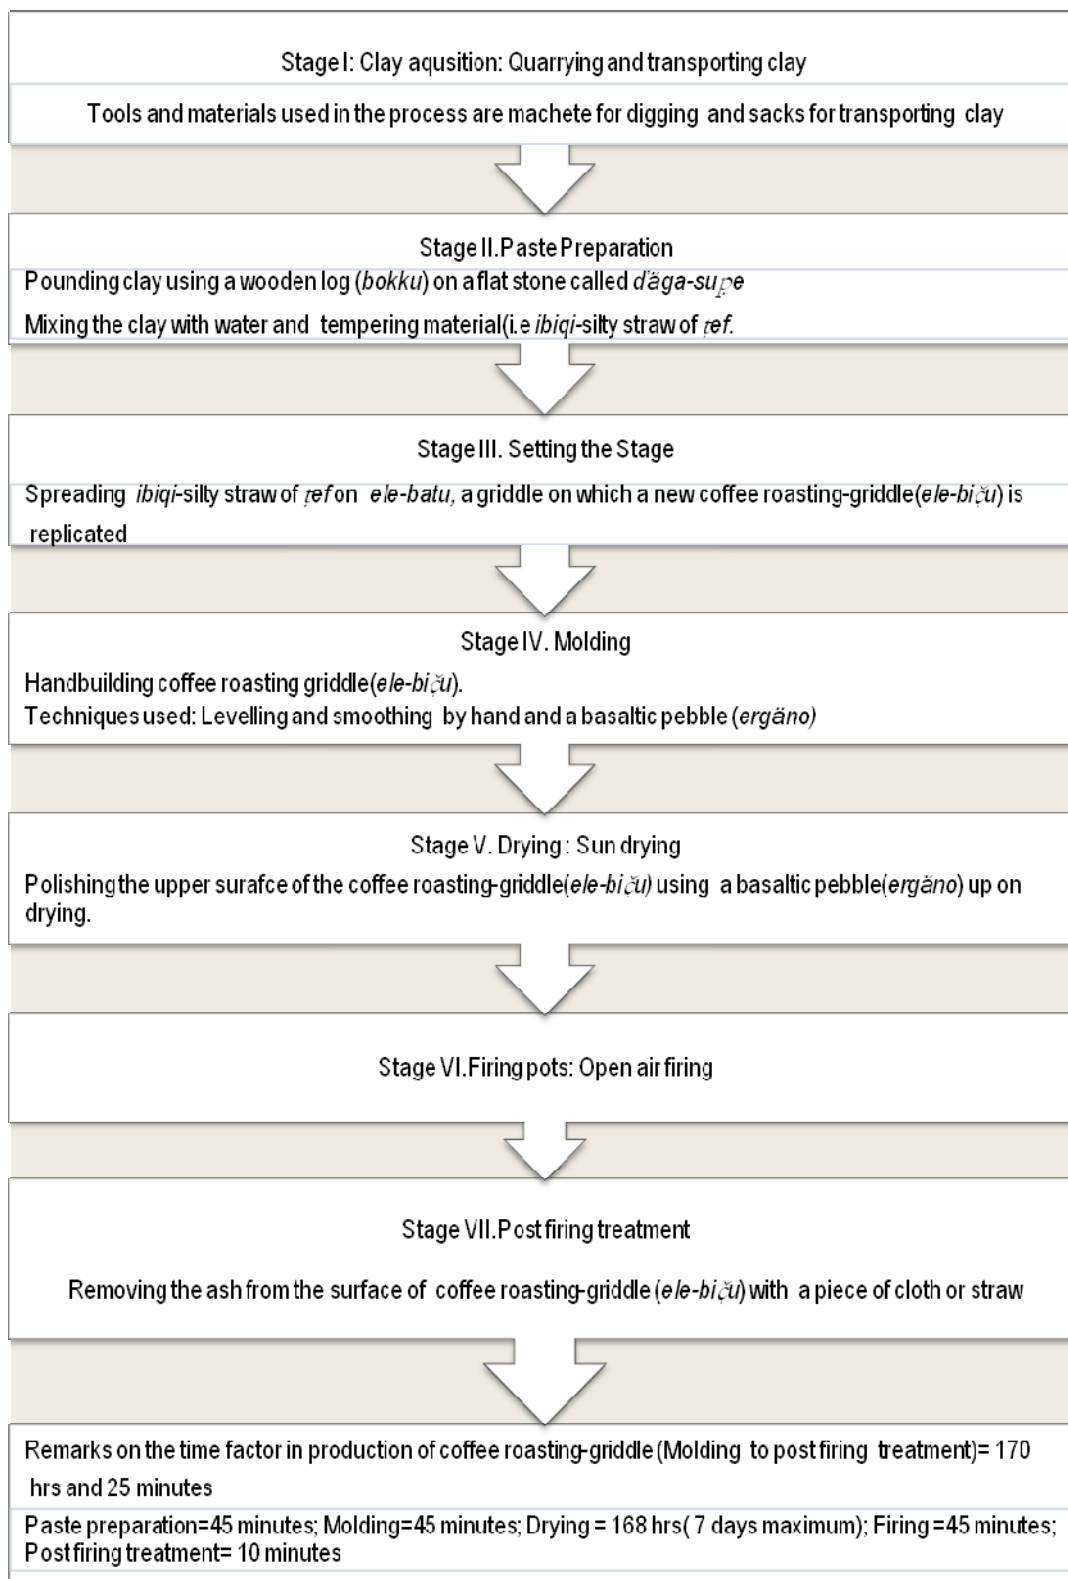 Stage I: Clay aqusition: Quarrying and transporting clay
Tools and materials used in the process are machete for digging and sacks for transporting clay
Stage II.Paste Preparation
Pounding clay using a wooden log (bokku) on a flat stone called ďäga-sup̣e
Mixing the clay with water and tempering material(i.e ibiqi-silty straw of ṭef.
Stage III. Setting the Stage
Spreading ibiqi-silty straw of ṭef on ele-batu, a griddle on which a new coffee roasting-griddle(ele-bič̣u) is
replicated
Stage IV. Molding
Handbuilding coffee roasting griddle(ele-bič̣u).
Techniques used: Levelling and smoothing by hand and a basaltic pebble (ergäno)
Stage V. Drying : Sun drying
Polishing the upper surafce of the coffee roasting-griddle(ele-bič̣u) using a basaltic pebble(ergäno) up on
drying.
Stage VI.Firing pots: Open air firing
Stage VII.Post firing treatment
Removing the ash from the surface of coffee roasting-griddle (ele-bič̣u) with a piece of cloth or straw
Remarks on the time factor in production of coffee roasting-griddle (Molding to post firing treatment)= 170
hrs and 25 minutes
Paste preparation=45 minutes; Molding=45 minutes; Drying = 168 hrs( 7 days maximum); Firing =45 minutes;
Post firing treatment= 10 minutes